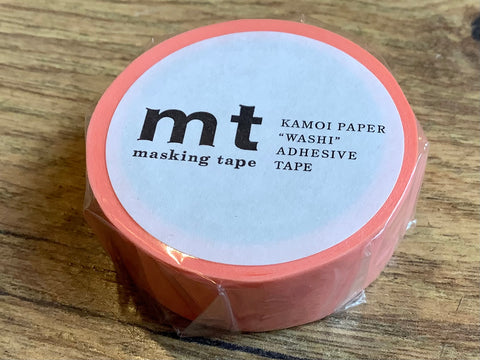 mt
masking tape
KAMOI PAPER
“WASHI”
ADHESIVE
TAPE